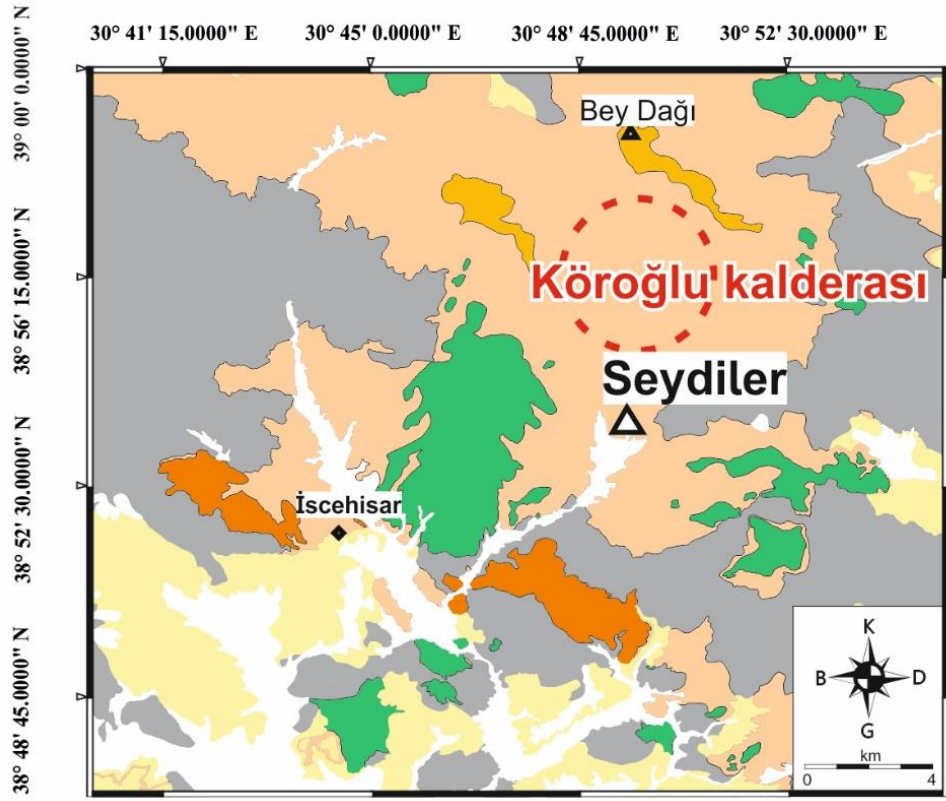 30° 41' 15.0000" E
30° 45' 0.0000" E
30° 48' 45.0000" E
30° 52' 30.0000" E
39° 00' 0.0000" N
Bey Dağı
38° 56' 15.0000" N
Köroğlu kalderası
Seydiler
38° 52' 30.0000" N
İscehisar
38° 48' 45.0000" N
K
B
D
G
km
0
4